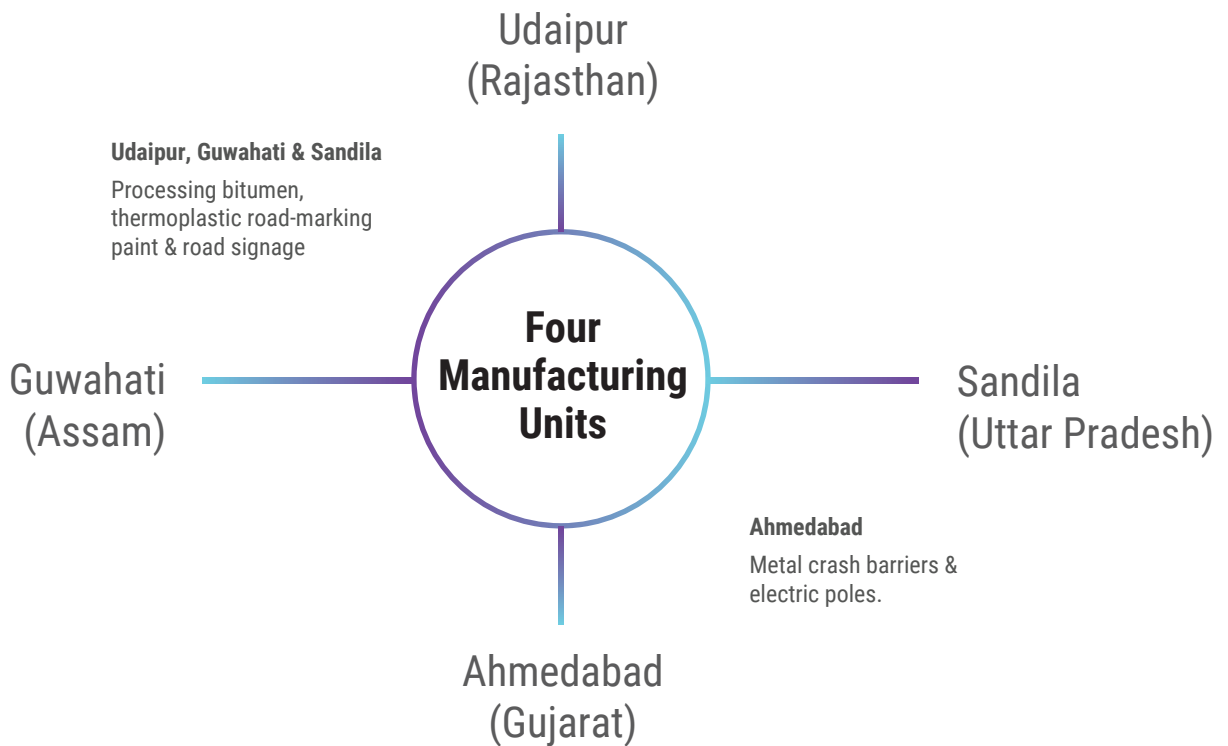 Udaipur
(Rajasthan)
Udaipur, Guwahati & Sandila
Processing bitumen,
thermoplastic road-marking
paint & road signage
Four
Manufacturing
Units
Guwahati
(Assam)
Sandila
(Uttar Pradesh)
Ahmedabad
Metal crash barriers &
electric poles.
Ahmedabad
(Gujarat)